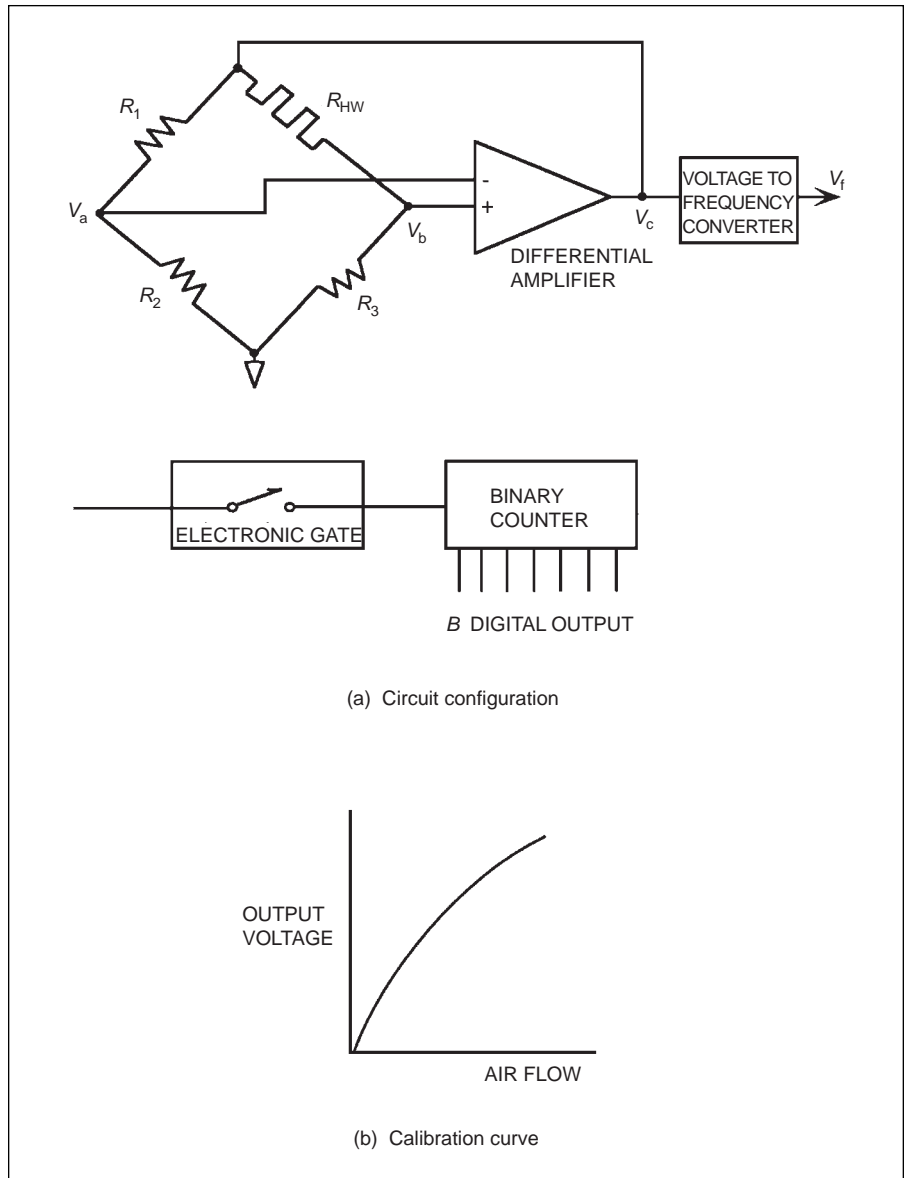 R1
RHW
Va
-
+
Vb
R2
R3
DIFFERENTIAL
AMPLIFIER
Vc
VOLTAGE TO
FREQUENCY
CONVERTER
Vf
ELECTRONIC GATE
BINARY
COUNTER
B DIGITAL OUTPUT
(a) Circuit configuration
OUTPUT
VOLTAGE
AIR FLOW
(b) Calibration curve